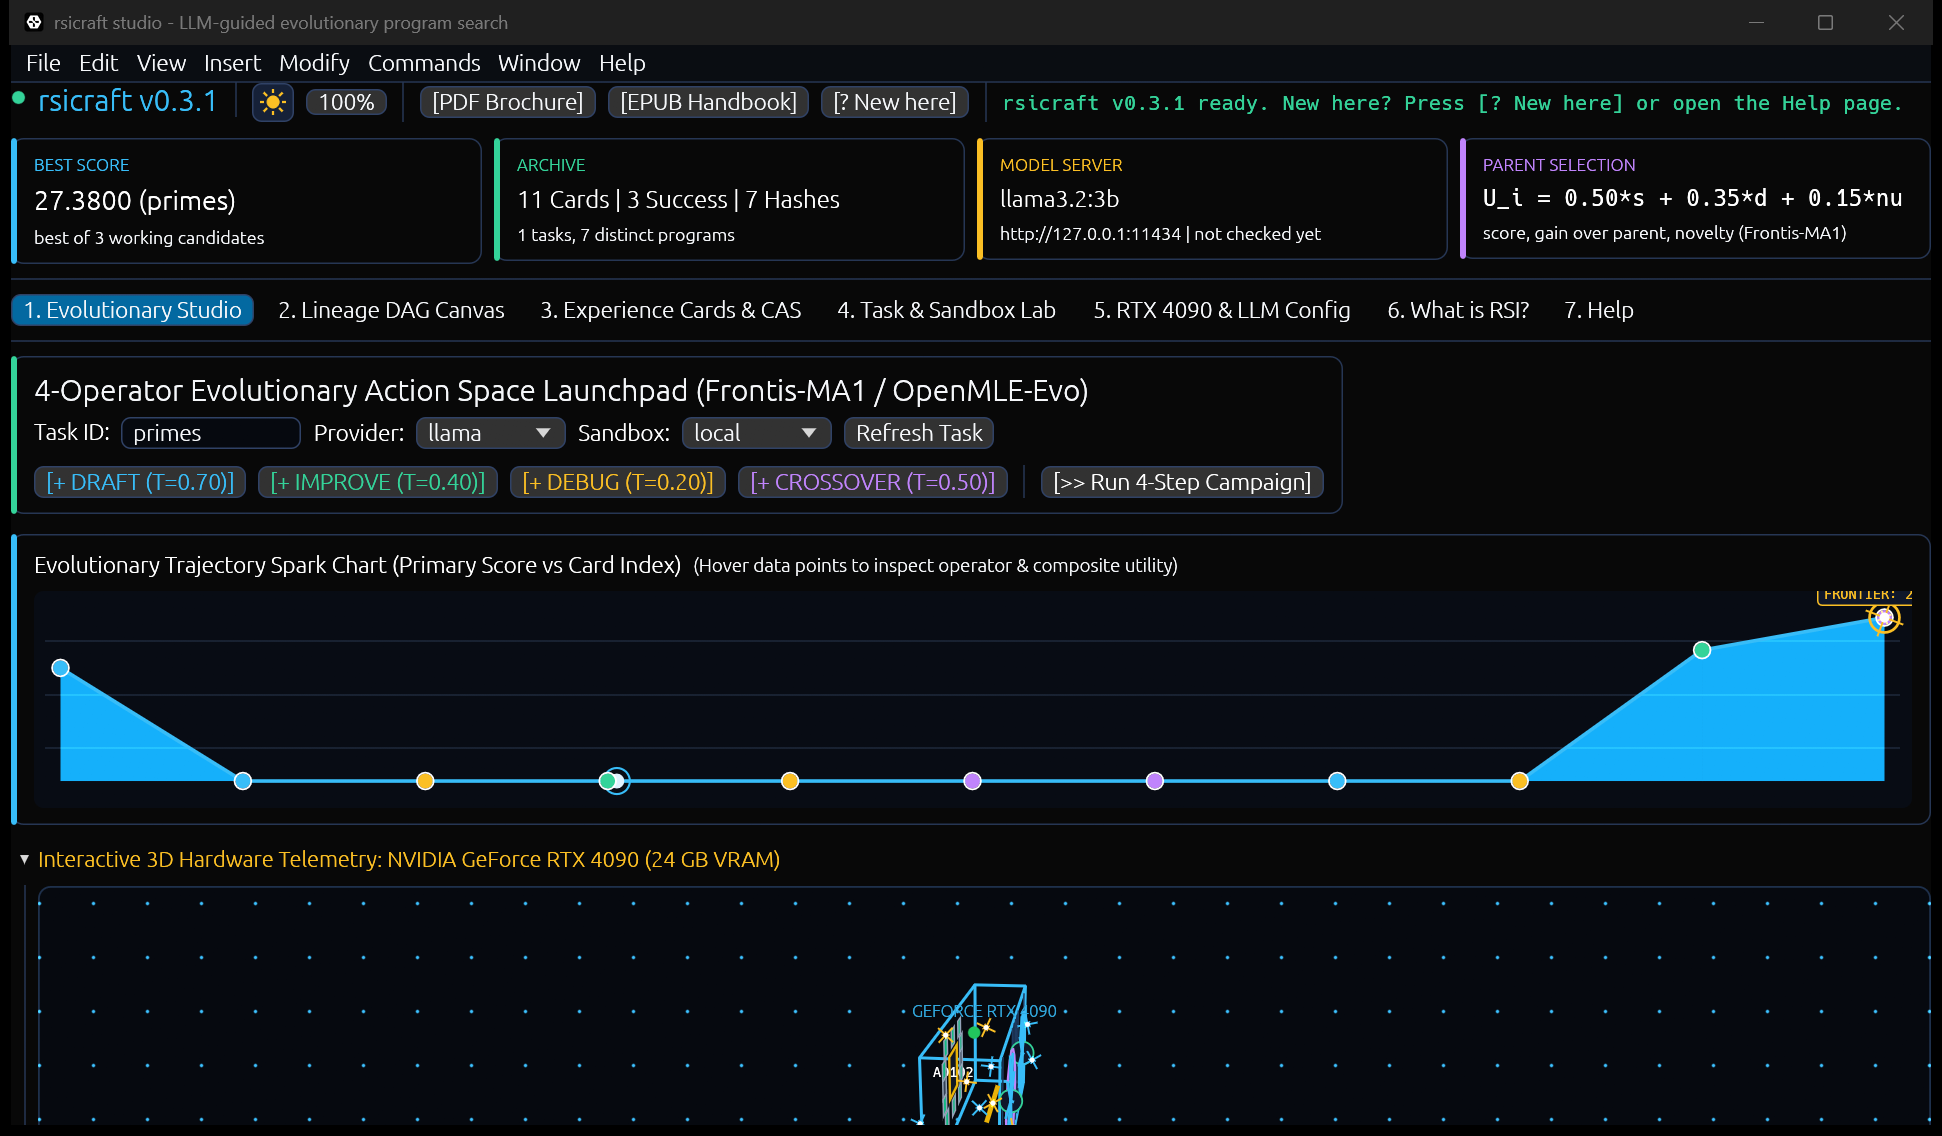 rsicraft studio - LLM-guided evolutionary program search
File Edit View Insert Modify Commands Window Help
rsicraft v0.3.1 100% [PDF Brochure] [EPUB Handbook] [? New here] rsicraft v0.3.1 ready. New here? Press [? New here] or open the Help page.
BEST SCORE
27.3800 (primes)
best of 3 working candidates
ARCHIVE
11 Cards | 3 Success | 7 Hashes
1 tasks, 7 distinct programs
MODEL SERVER
llama3.2:3b
http://127.0.0.1:11434 | not checked yet
PARENT SELECTION
U_i = 0.50*s + 0.35*d + 0.15*nu
score, gain over parent, novelty (Frontis-MA1)
1. Evolutionary Studio 2. Lineage DAG Canvas 3. Experience Cards & CAS 4. Task & Sandbox Lab 5. RTX 4090 & LLM Config 6. What is RSI? 7. Help
4-Operator Evolutionary Action Space Launchpad (Frontis-MA1 / OpenMLE-Evo)
Task ID: primes Provider: llama Sandbox: local Refresh Task
[+ DRAFT (T=0.70)] [+ IMPROVE (T=0.40)] [+ DEBUG (T=0.20)] [+ CROSSOVER (T=0.50)] [>> Run 4-Step Campaign]
Evolutionary Trajectory Spark Chart (Primary Score vs Card Index) (Hover data points to inspect operator & composite utility)
FRONTIER: 2
Interactive 3D Hardware Telemetry: NVIDIA GeForce RTX 4090 (24 GB VRAM)
GEFORCE RTX 4090
AD102